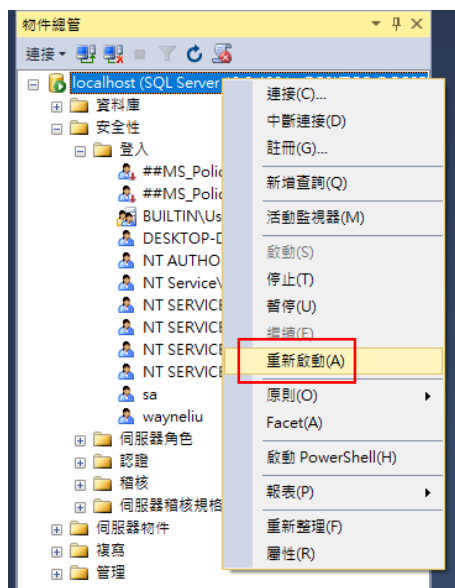 物件總管
連接
localhost (SQL Server
資料庫
安全性
登入
##MS_Polic
##MS_Polic
BUILTIN\Us
DESKTOP-D
NT AUTHO
NT Service\
NT SERVICE
NT SERVICE
NT SERVICE
NT SERVICE
sa
wayneliu
伺服器角色
認證
稽核
伺服器稽核規格
伺服器物件
複寫
管理
連接(C)...
中斷連接(D)
註冊(G)...
新增查詢(Q)
活動監視器(M)
啟動(S)
停止(T)
暫停(U)
繼續(E)
重新啟動(A)
原則(O)
Facet(A)
啟動 PowerShell(H)
報表(P)
重新整理(F)
屬性(R)